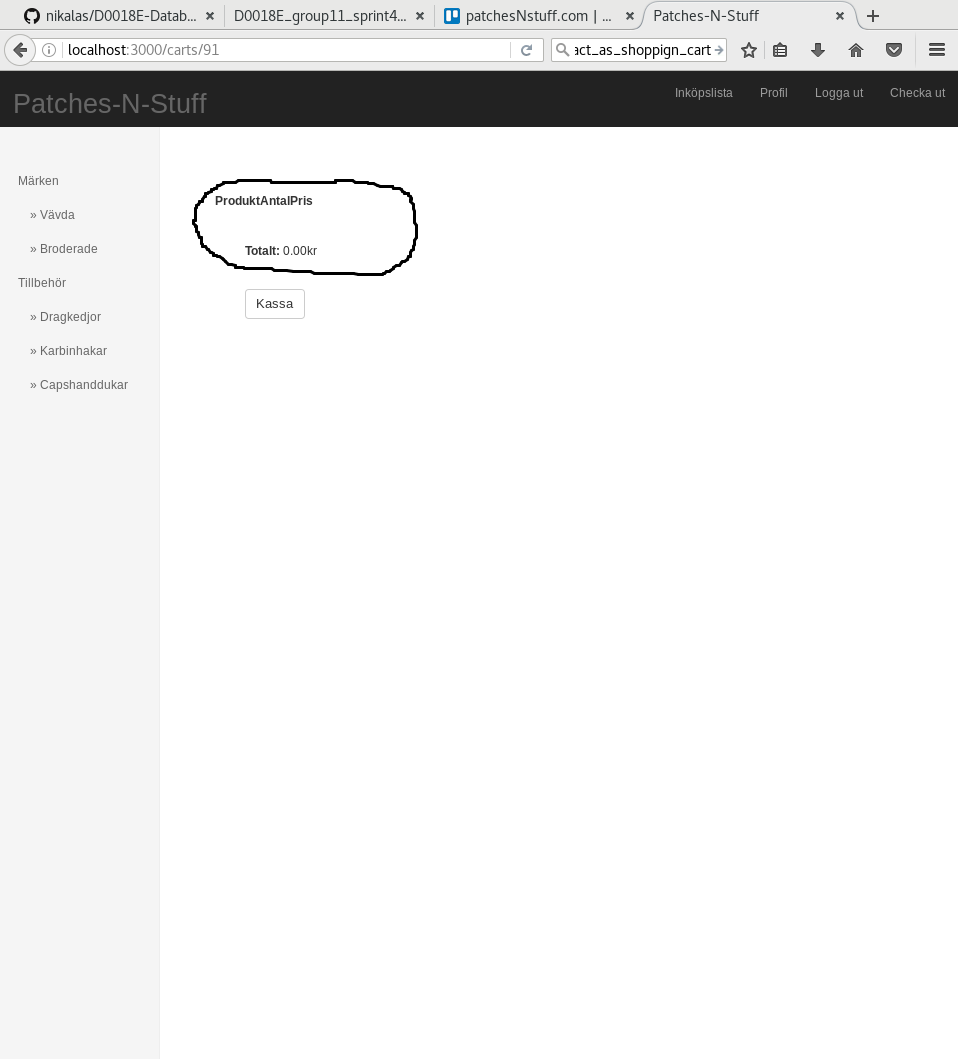 nikalas/D0018E-Datab... D0018E_group11_sprint4... patchesNstuff.com | ... Patches-N-Stuff
localhost:3000/carts/91 act_as_shoppign_cart
Patches-N-Stuff Inköpslista Profil Logga ut Checka ut
Märken
» Vävda
» Broderade
Tillbehör
» Dragkedjor
» Karbinhakar
» Capshanddukar
ProduktAntalPris
Totalt: 0.00kr
Kassa